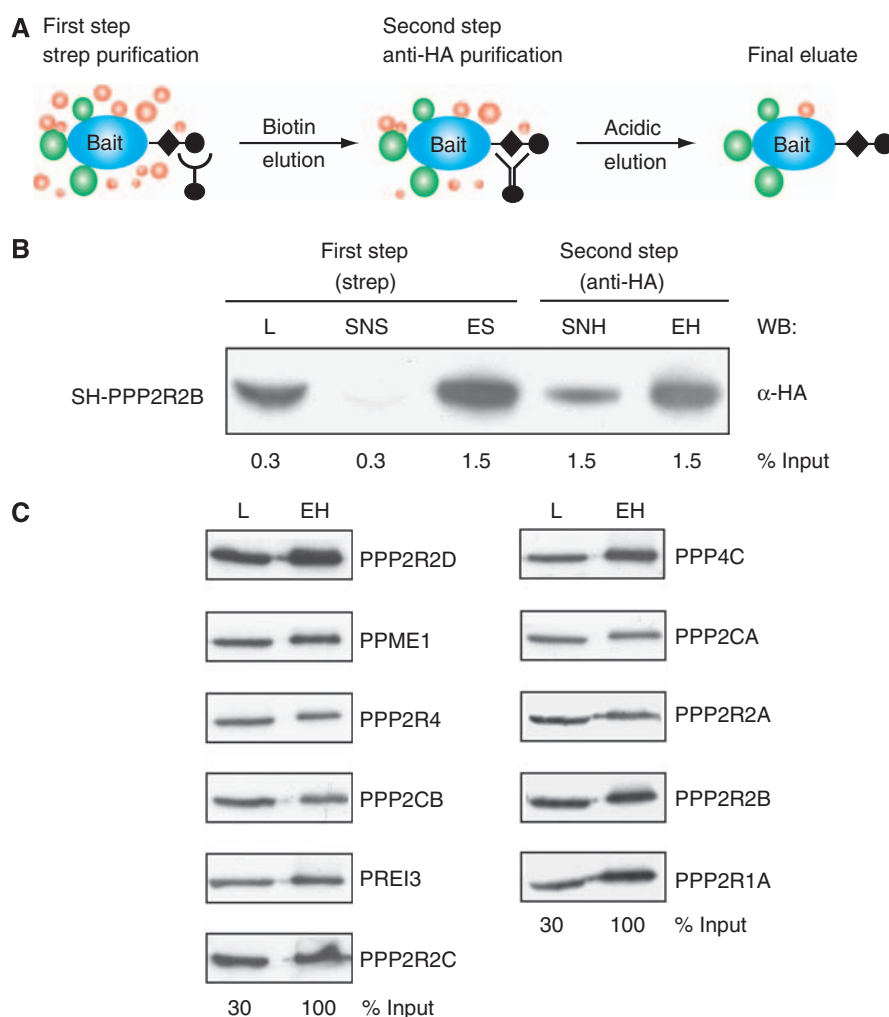 A
First step
strep purification
Second step
anti-HA purification
Final eluate
Bait
Biotin
elution
Bait
Acidic
elution
Bait
B
First step
(strep)
Second step
(anti-HA)
L SNS ES SNH EH WB:
SH-PPP2R2B α-HA
0.3 0.3 1.5 1.5 1.5 % Input
C
L EH
PPP2R2D
PPME1
PPP2R4
PPP2CB
PREI3
PPP2R2C
30 100 % Input
L EH
PPP4C
PPP2CA
PPP2R2A
PPP2R2B
PPP2R1A
30 100 % Input